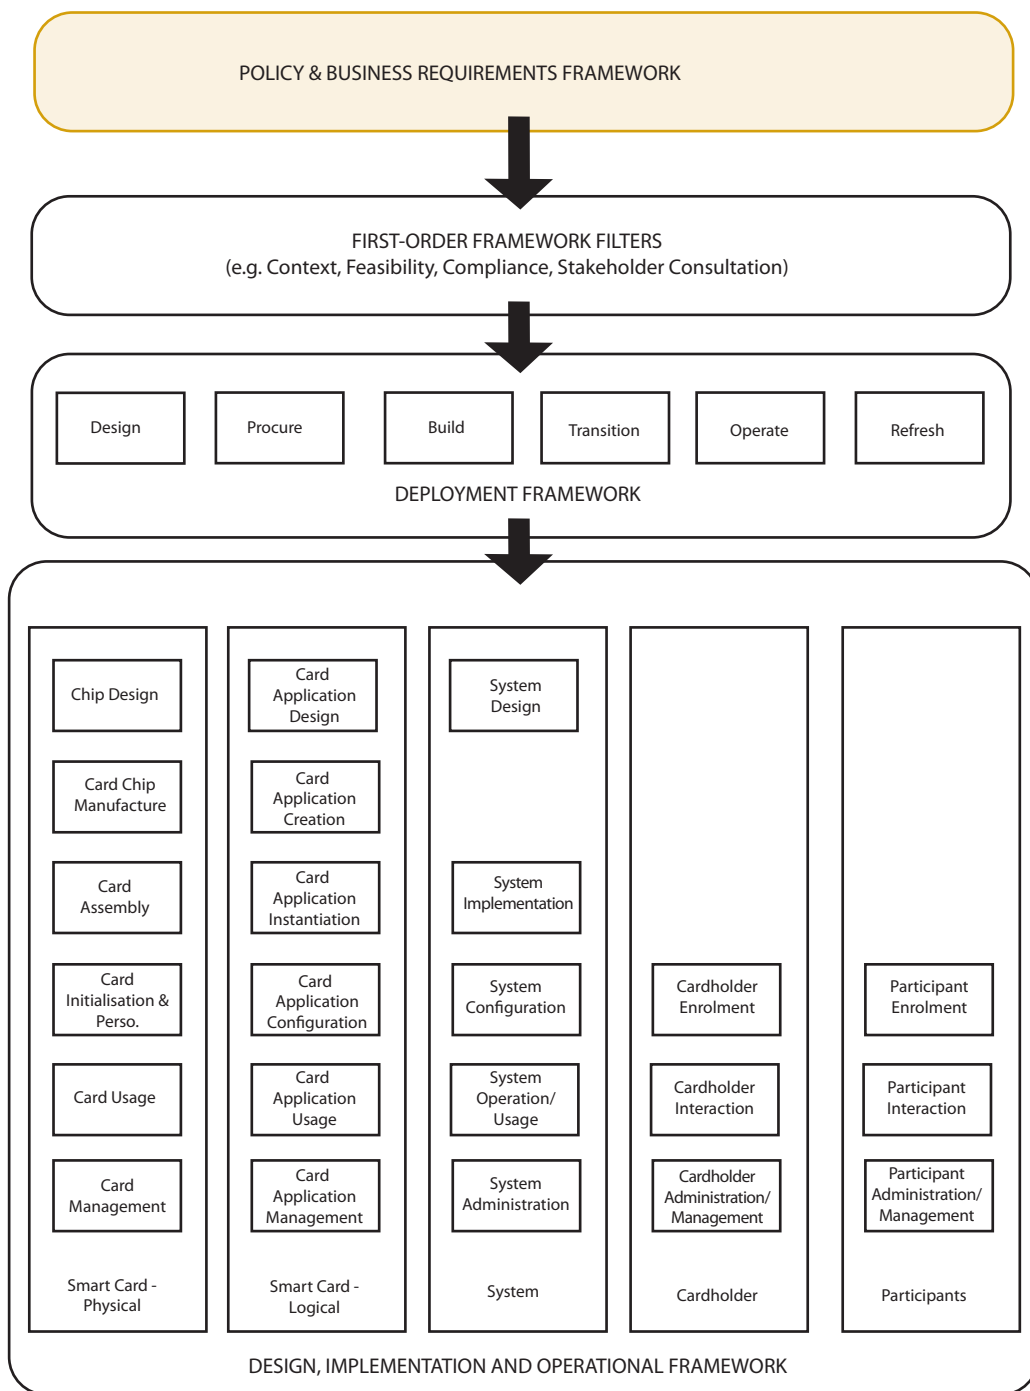 POLICY & BUSINESS REQUIREMENTS FRAMEWORK
FIRST-ORDER FRAMEWORK FILTERS
(e.g. Context, Feasibility, Compliance, Stakeholder Consultation)
Design
Procure
Build
Transition
Operate
Refresh
DEPLOYMENT FRAMEWORK
Chip Design
Card Chip
Manufacture
Card
Assembly
Card
Initialisation &
Perso.
Card Usage
Card
Management
Smart Card -
Physical
Card
Application
Design
Card
Application
Creation
Card
Application
Instantiation
Card
Application
Configuration
Card
Application
Usage
Card
Application
Management
Smart Card -
Logical
System
Design
System
Implementation
System
Configuration
System
Operation/
Usage
System
Administration
System
Cardholder
Enrolment
Cardholder
Interaction
Cardholder
Administration/
Management
Cardholder
Participant
Enrolment
Participant
Interaction
Participant
Administration/
Management
Participants
DESIGN, IMPLEMENTATION AND OPERATIONAL FRAMEWORK